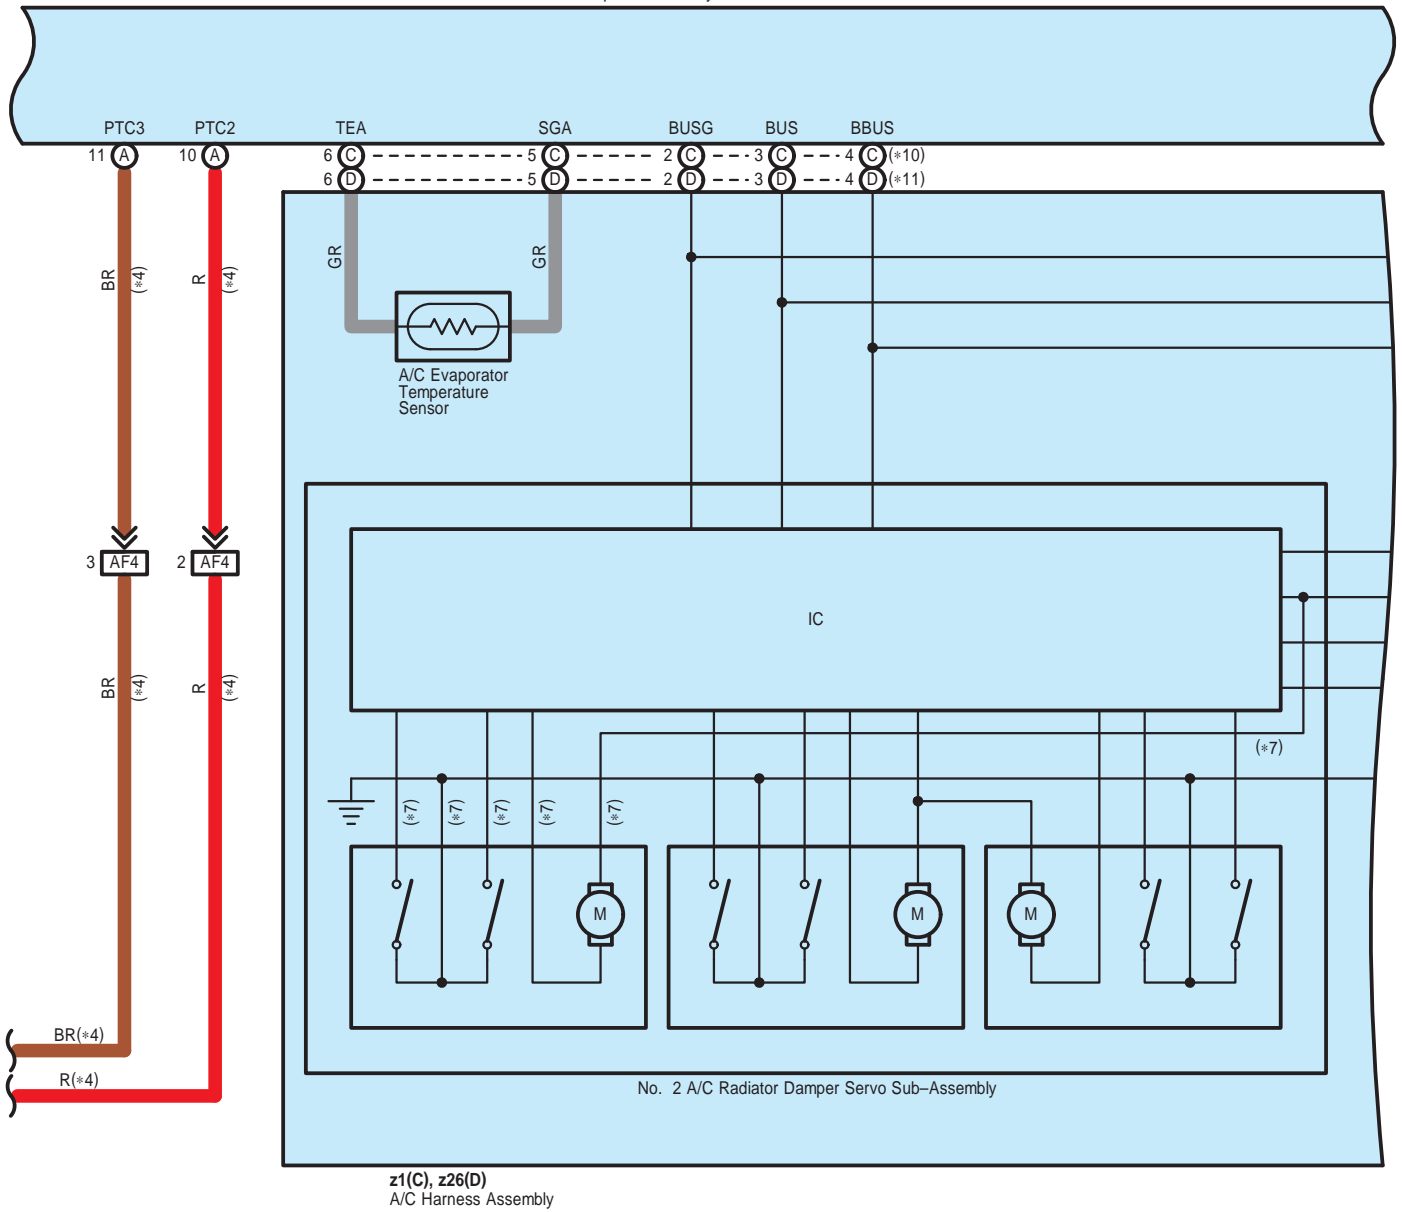 PTC3 PTC2 TEA SGA BUSG BUS BBUS
11 A 10 A 6 C 5 C 2 C 3 C 4 C (*10)
6 D 5 D 2 D 3 D 4 D (*11)
BR (*4) R (*4) GR GR
A/C Evaporator
Temperature
Sensor
3 AF4 2 AF4
IC
BR (*4) R (*4)
(*7)
(*7) (*7) (*7) (*7) (*7)
M M M
BR(*4)
R(*4)
No. 2 A/C Radiator Damper Servo Sub–Assembly
z1(C), z26(D)
A/C Harness Assembly